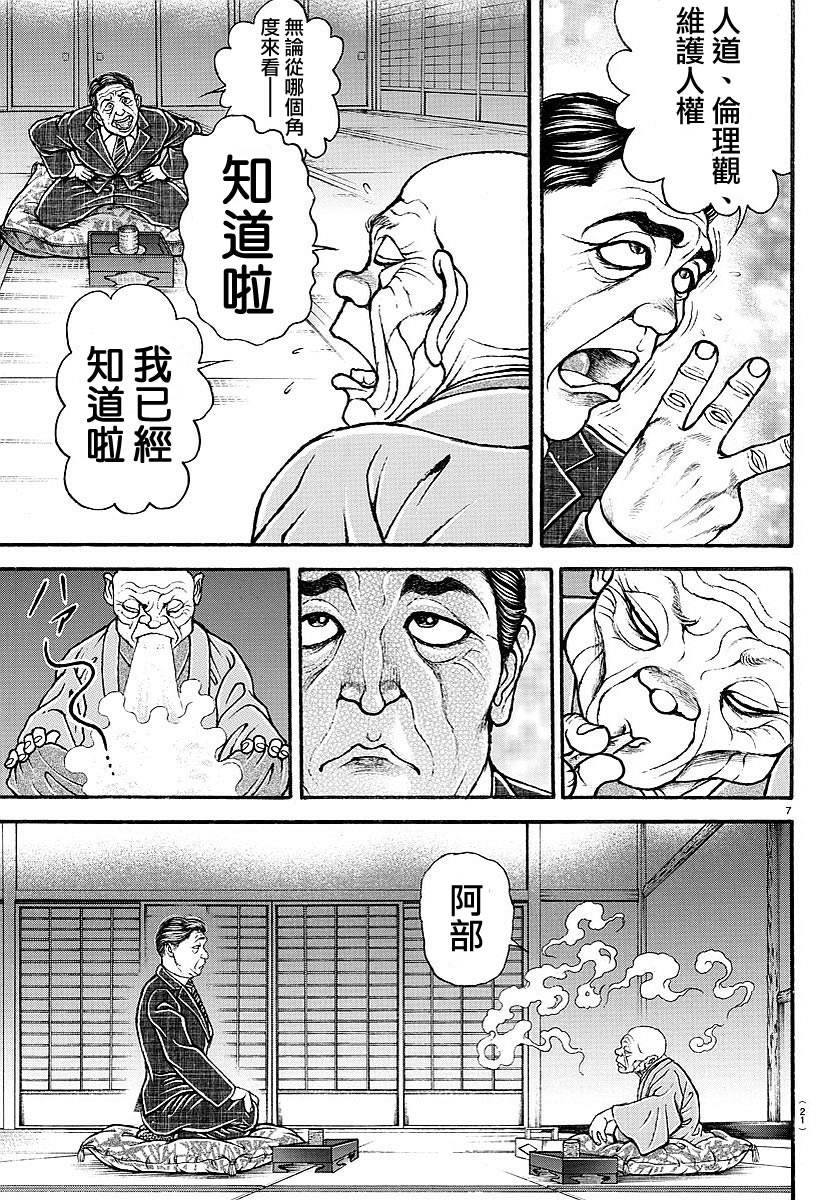 人道、倫理觀、
維護人權
無論從哪個角
度來看——
知道啦
我已經
知道啦
ハァ…
7
阿部
(21)